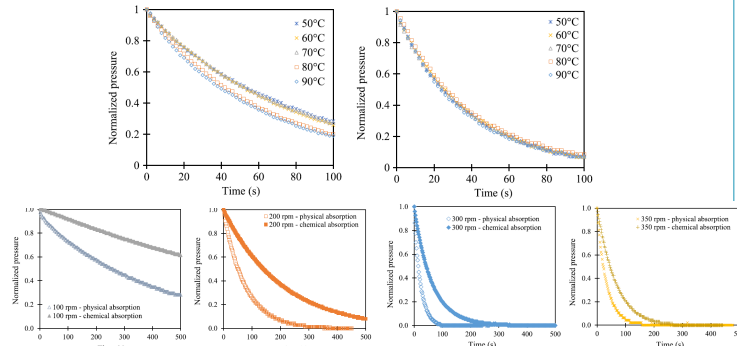 Normalized pressure
1
0.8
0.6
0.4
0.2
0
0 20 40 60 80 100
Time (s)
50°C
60°C
70°C
80°C
90°C
Normalized pressure
1
0.8
0.6
0.4
0.2
0
0 20 40 60 80 100
Time (s)
50°C
60°C
70°C
80°C
90°C
Normalized pressure
1.0
0.8
0.6
0.4
0.2
0.0
0 100 200 300 400 500
100 rpm - physical absorption
100 rpm - chemical absorption
Normalized pressure
1.0
0.8
0.6
0.4
0.2
0.0
0 100 200 300 400 500
200 rpm - physical absorption
200 rpm - chemical absorption
Normalized pressure
1.0
0.8
0.6
0.4
0.2
0.0
0 100 200 300 400 500
Time (s)
300 rpm - physical absorption
300 rpm - chemical absorption
Normalized pressure
1.0
0.8
0.6
0.4
0.2
0.0
0 100 200 300 400 500
Time (s)
350 rpm - physical absorption
350 rpm - chemical absorption